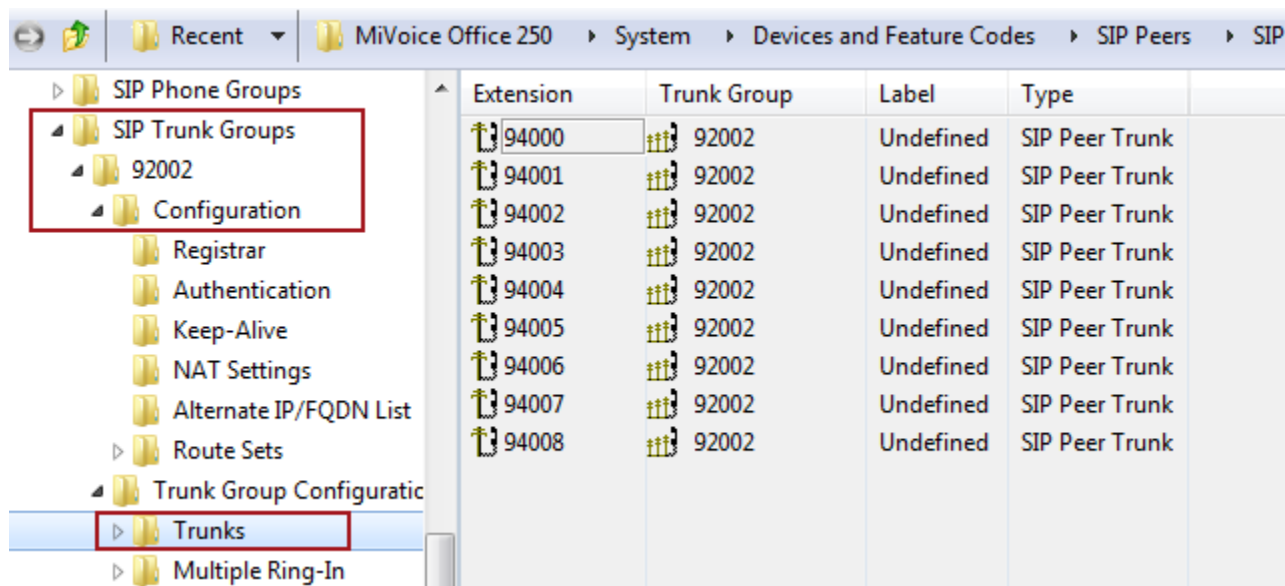 Recent MiVoice Office 250 System Devices and Feature Codes SIP Peers SIP
SIP Phone Groups
SIP Trunk Groups
92002
Configuration
Registrar
Authentication
Keep-Alive
NAT Settings
Alternate IP/FQDN List
Route Sets
Trunk Group Configuratic
Trunks
Multiple Ring-In
Extension Trunk Group Label Type
94000 92002 Undefined SIP Peer Trunk
94001 92002 Undefined SIP Peer Trunk
94002 92002 Undefined SIP Peer Trunk
94003 92002 Undefined SIP Peer Trunk
94004 92002 Undefined SIP Peer Trunk
94005 92002 Undefined SIP Peer Trunk
94006 92002 Undefined SIP Peer Trunk
94007 92002 Undefined SIP Peer Trunk
94008 92002 Undefined SIP Peer Trunk